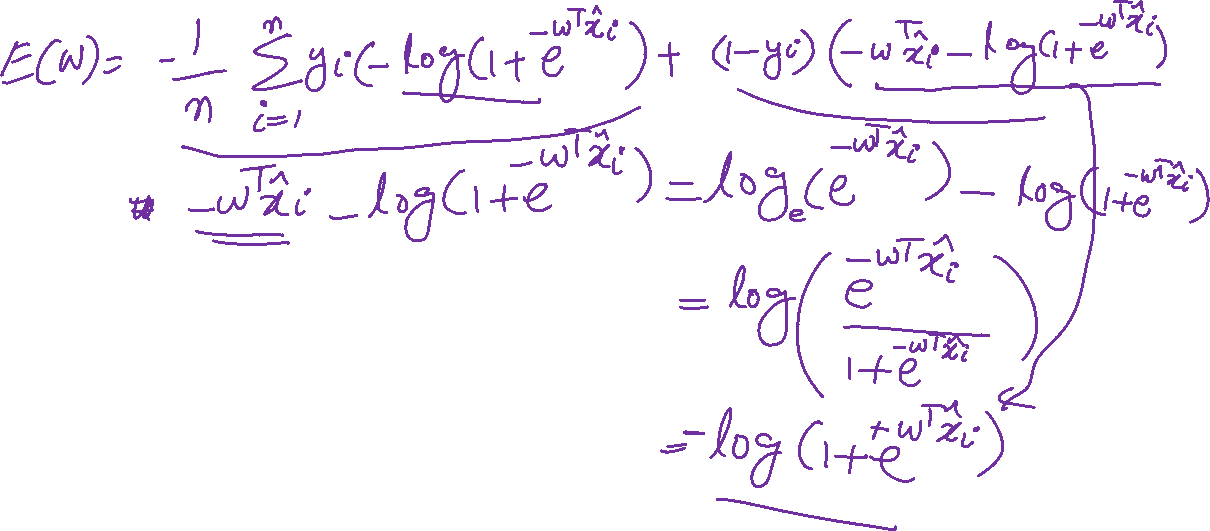 E(W) = -1/n Σ_{i=1}^{n} yi(-log(1+e^{-wᵀx̂i}) + (1-yi)(-wᵀx̂i - log(1+e^{-wᵀx̂i})
-wᵀx̂i - log(1+e^{-wᵀx̂i}) = log_e(e^{-wᵀx̂i}) - log(1+e^{-wᵀx̂i})
= log(e^{-wᵀx̂i} / 1+e^{-wᵀx̂i})
= -log(1+e^{+wᵀx̂i})